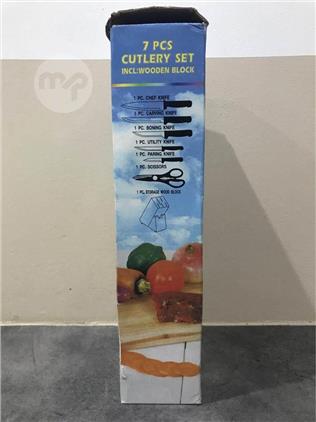 mp
7 PCS
CUTLERY SET
INCL:WOODEN BLOCK
1 PC. CHEF KNIFE
1 PC. CARVING KNIFE
1 PC. BONING KNIFE
1 PC. UTILITY KNIFE
1 PC. PARING KNIFE
1 PC. SCISSORS
1 PC. STORAGE WOOD BLOCK